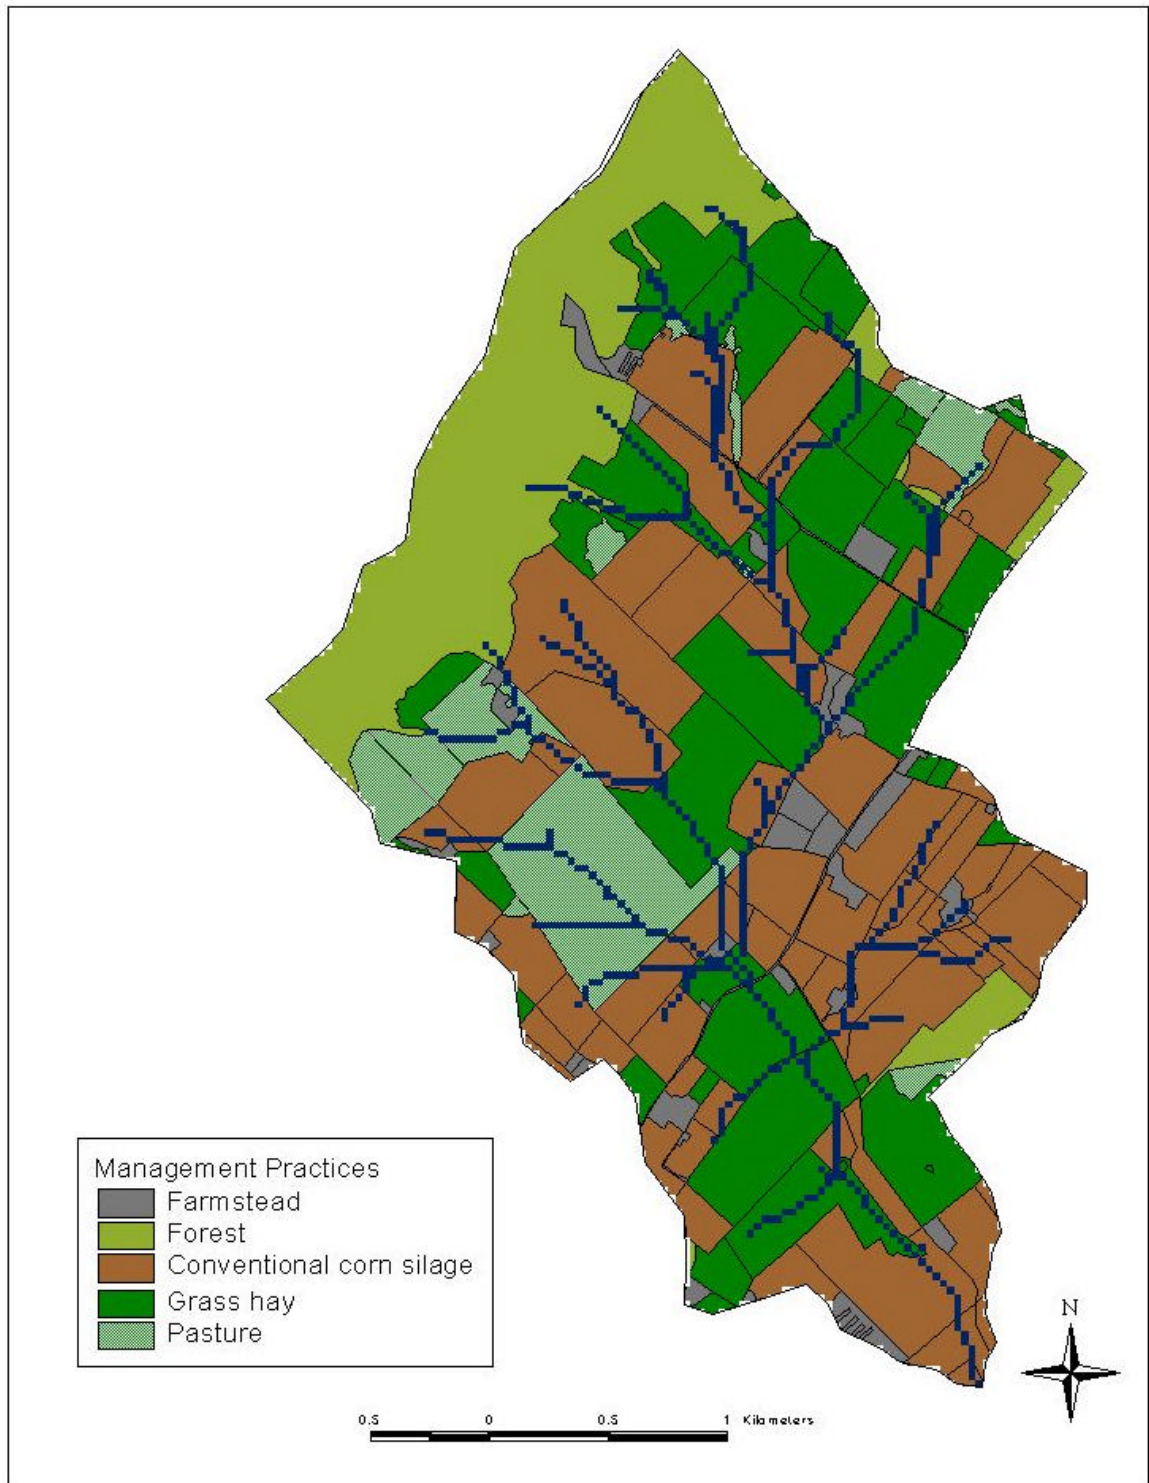 Management Practices
Farmstead
Forest
Conventional corn silage
Grass hay
Pasture
N
0.5 0 0.5 1 Kilometers